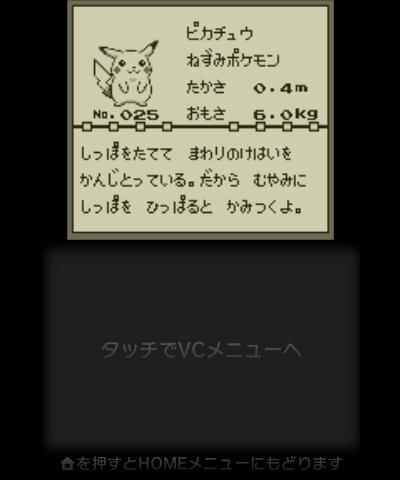 ピカチュウ
ねずみポケモン
たかさ 0.4m
おもさ 6.0kg
No.025
しっぽをたてて まわりのけはいを
かんじとっている。だから むやみに
しっぽを ひっぱると かみつくよ。
タッチでVCメニューへ
を押すとHOMEメニューにもどります